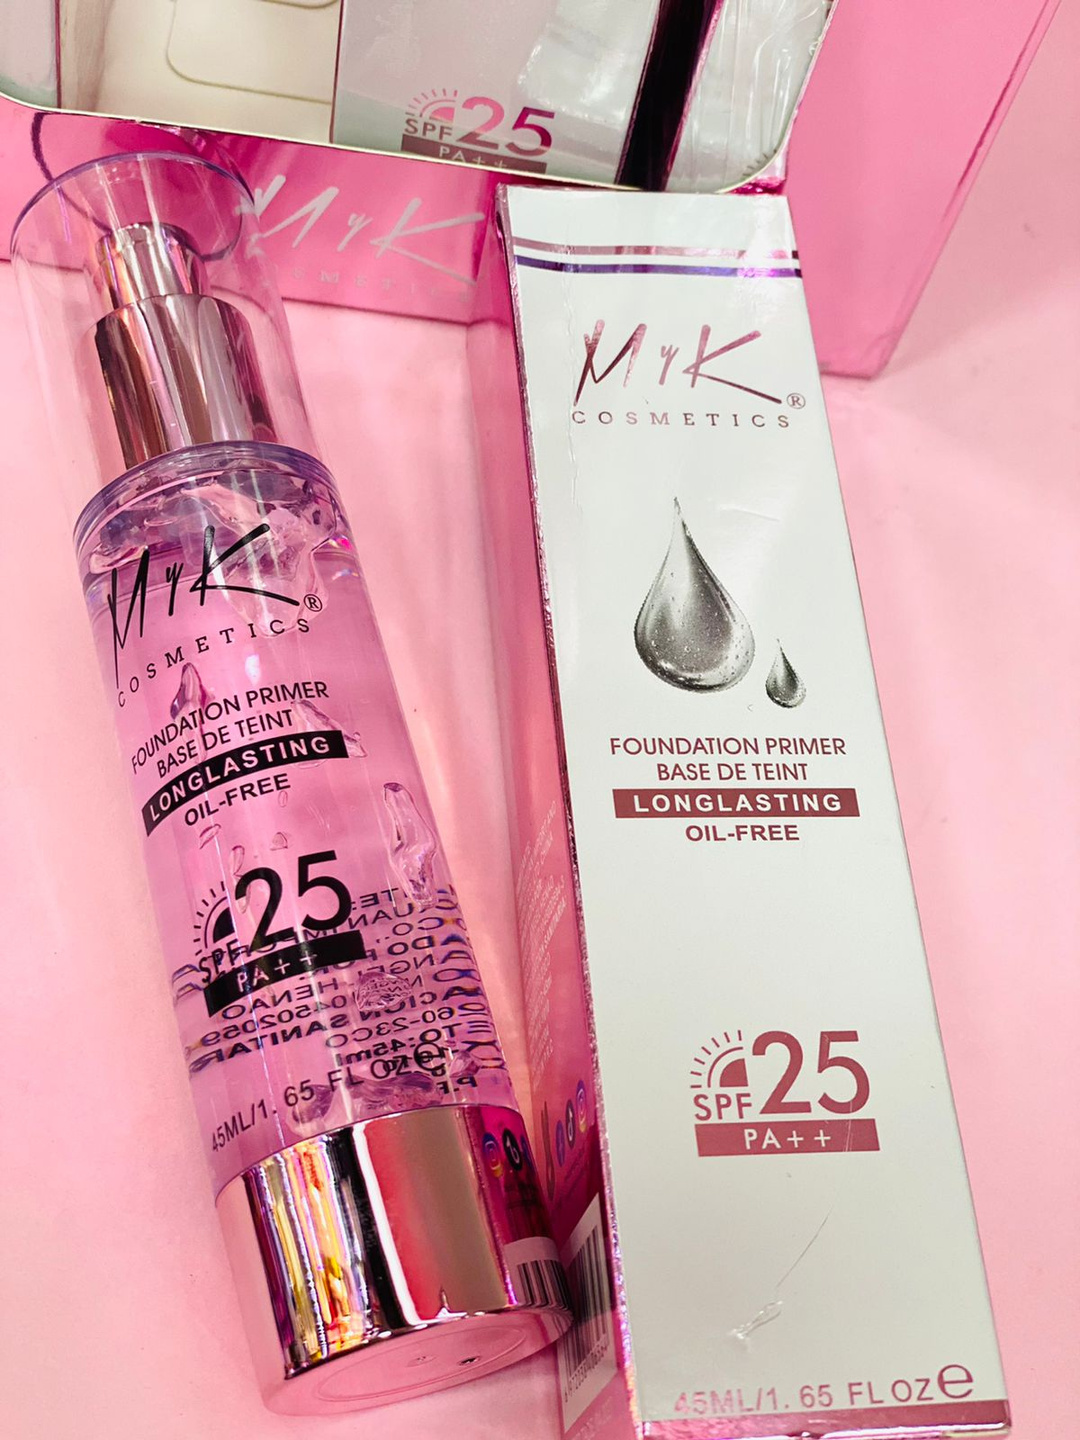 SPF 25
PA++
MyK
COSMETICS
MyK®
COSMETICS
FOUNDATION PRIMER
BASE DE TEINT
LONGLASTING
OIL-FREE
SPF 25
PA++
45ML/1. 65 FL OZ e
MyK®
COSMETICS
FOUNDATION PRIMER
BASE DE TEINT
LONGLASTING
OIL-FREE
SPF 25
PA++
45ML/1. 65 FL OZ e